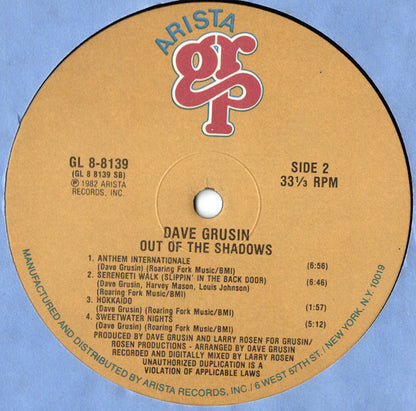 ARISTA
grp
GL 8-8139
(GL 8 8139 SB)
℗ 1982 ARISTA
RECORDS, INC.
SIDE 2
33 1/3 RPM
DAVE GRUSIN
OUT OF THE SHADOWS
1. ANTHEM INTERNATIONALE
(Dave Grusin) (Roaring Fork Music/BMI) (6:56)
2. SERENGETI WALK (SLIPPIN' IN THE BACK DOOR)
(Dave Grusin, Harvey Mason, Louis Johnson) (6:46)
(Roaring Fork Music/BMI)
3. HOKKAIDO
(Dave Grusin) (Roaring Fork Music/BMI) (1:57)
4. SWEETWATER NIGHTS
(Dave Grusin) (Roaring Fork Music/BMI) (5:12)
PRODUCED BY DAVE GRUSIN AND LARRY ROSEN FOR GRUSIN/
ROSEN PRODUCTIONS - ARRANGED BY DAVE GRUSIN
RECORDED AND DIGITALLY MIXED BY LARRY ROSEN
UNAUTHORIZED DUPLICATION IS A
VIOLATION OF APPLICABLE LAWS
MANUFACTURED AND DISTRIBUTED BY ARISTA RECORDS, INC./6 WEST 57TH ST./NEW YORK, N.Y. 10019